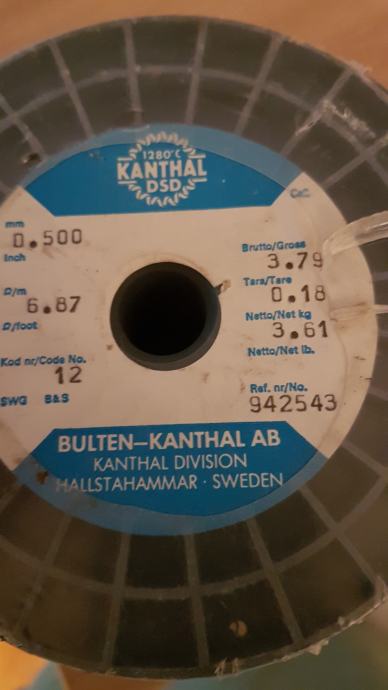 1280°C
KANTHAL
DSD
mm
0.500
Inch
Ω/m
6.87
Ω/foot
Kod nr/Code No.
12
SWG B&S
Brutto/Gross
3.79
Tara/Tare
0.18
Netto/Net kg
3.61
Netto/Net lb.
Ref. nr/No.
942543
BULTEN-KANTHAL AB
KANTHAL DIVISION
HALLSTAHAMMAR · SWEDEN